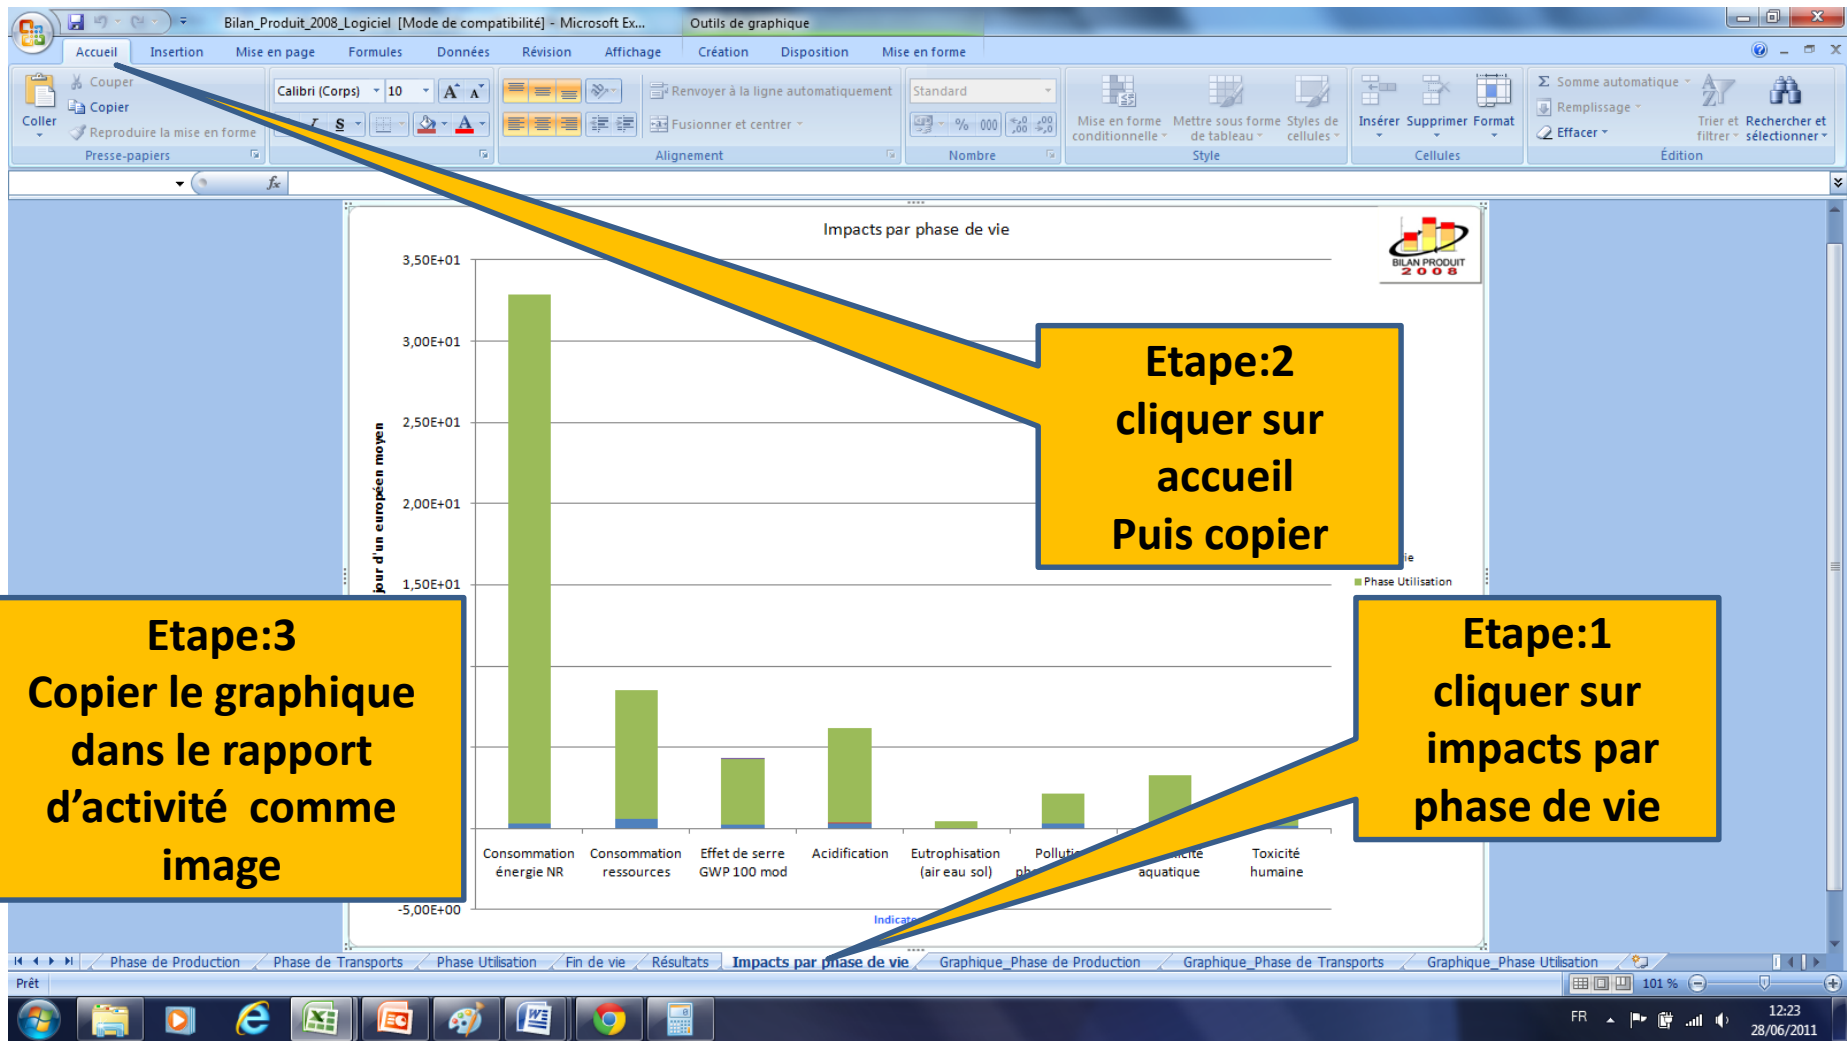 Bilan_Produit_2008_Logiciel [Mode de compatibilité] - Microsoft Ex...
Outils de graphique
Accueil Insertion Mise en page Formules Données Révision Affichage Création Disposition Mise en forme
Couper
Copier
Reproduire la mise en forme
Coller
Presse-papiers
Calibri (Corps) 10
S
Renvoyer à la ligne automatiquement
Fusionner et centrer
Alignement
Standard
% 000
Nombre
Mise en forme conditionnelle
Mettre sous forme de tableau
Styles de cellules
Style
Insérer Supprimer Format
Cellules
Σ Somme automatique
Remplissage
Effacer
Trier et filtrer
Rechercher et sélectionner
Édition
fx
Impacts par phase de vie
BILAN PRODUIT
2008
3,50E+01
3,00E+01
2,50E+01
2,00E+01
1,50E+01
-5,00E+00
jour d'un européen moyen
Phase Utilisation
Etape:2
cliquer sur
accueil
Puis copier
Etape:3
Copier le graphique
dans le rapport
d’activité comme
image
Etape:1
cliquer sur
impacts par
phase de vie
Consommation énergie NR
Consommation ressources
Effet de serre GWP 100 mod
Acidification
Eutrophisation (air eau sol)
aquatique
Toxicité humaine
Phase de Production Phase de Transports Phase Utilisation Fin de vie Résultats Impacts par phase de vie Graphique_Phase de Production Graphique_Phase de Transports Graphique_Phase Utilisation
Prêt
101 %
FR
12:23
28/06/2011